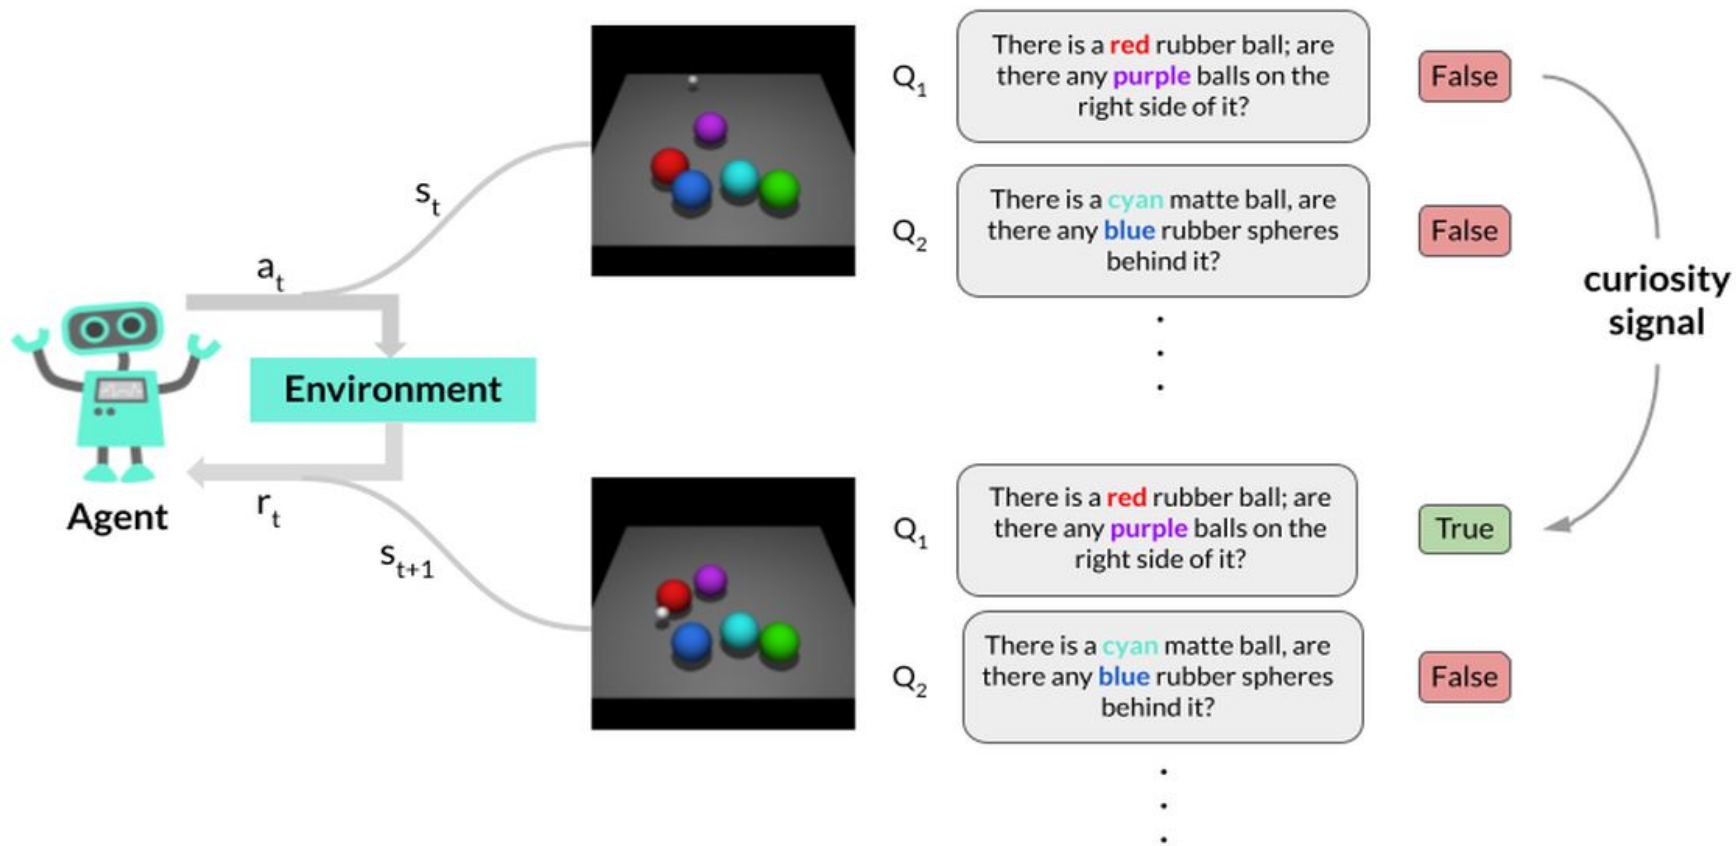 Q1
There is a red rubber ball; are
there any purple balls on the
right side of it?
False
Q2
There is a cyan matte ball, are
there any blue rubber spheres
behind it?
False
st
at
curiosity
signal
Environment
Agent
rt
st+1
Q1
There is a red rubber ball; are
there any purple balls on the
right side of it?
True
Q2
There is a cyan matte ball, are
there any blue rubber spheres
behind it?
False